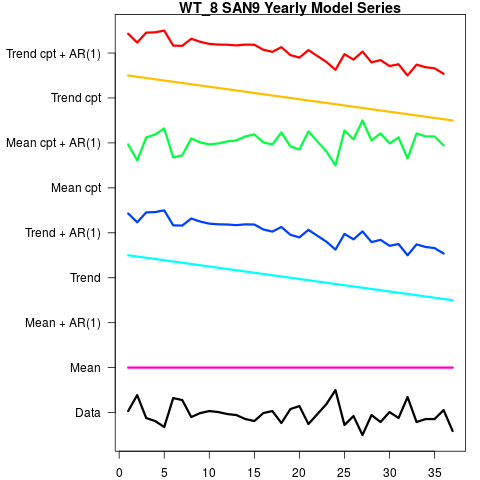 WT_8 SAN9 Yearly Model Series
Trend cpt + AR(1)
Trend cpt
Mean cpt + AR(1)
Mean cpt
Trend + AR(1)
Trend
Mean + AR(1)
Mean
Data
0 5 10 15 20 25 30 35